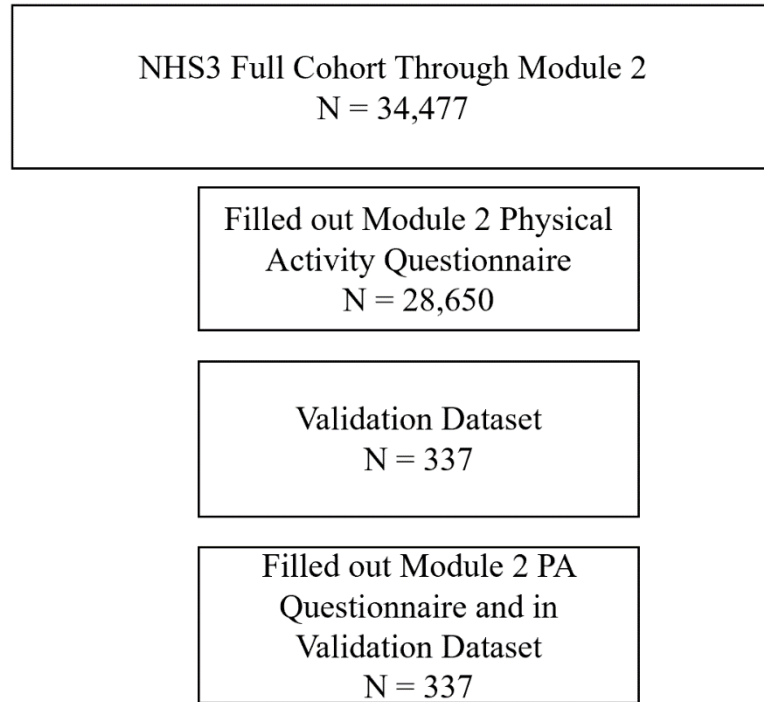 NHS3 Full Cohort Through Module 2
N = 34,477
Filled out Module 2 Physical
Activity Questionnaire
N = 28,650
Validation Dataset
N = 337
Filled out Module 2 PA
Questionnaire and in
Validation Dataset
N = 337